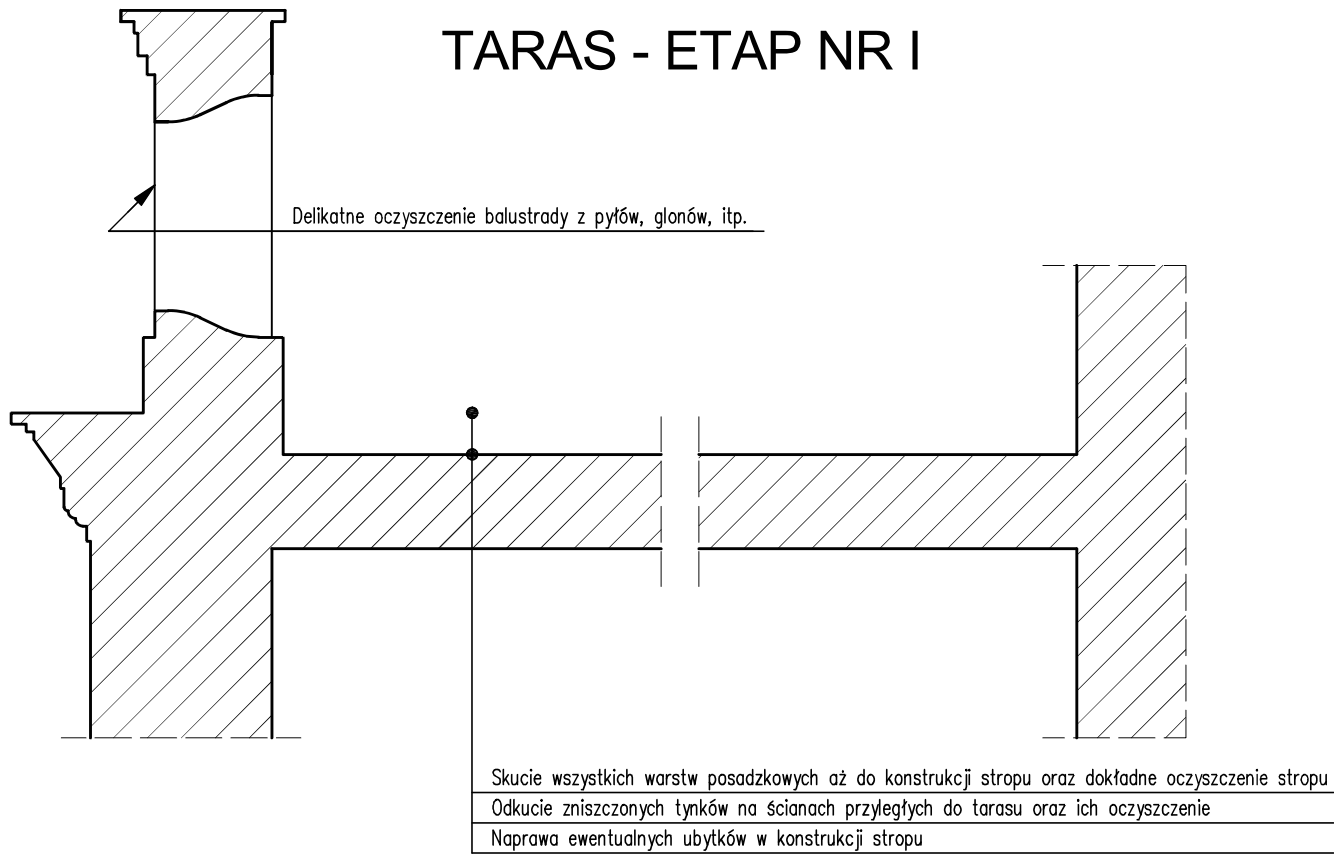 TARAS - ETAP NR I
Delikatne oczyszczenie balustrady z pyłów, glonów, itp.
Skucie wszystkich warstw posadzkowych aż do konstrukcji stropu oraz dokładne oczyszczenie stropu
Odkucie zniszczonych tynków na ścianach przyległych do tarasu oraz ich oczyszczenie
Naprawa ewentualnych ubytków w konstrukcji stropu